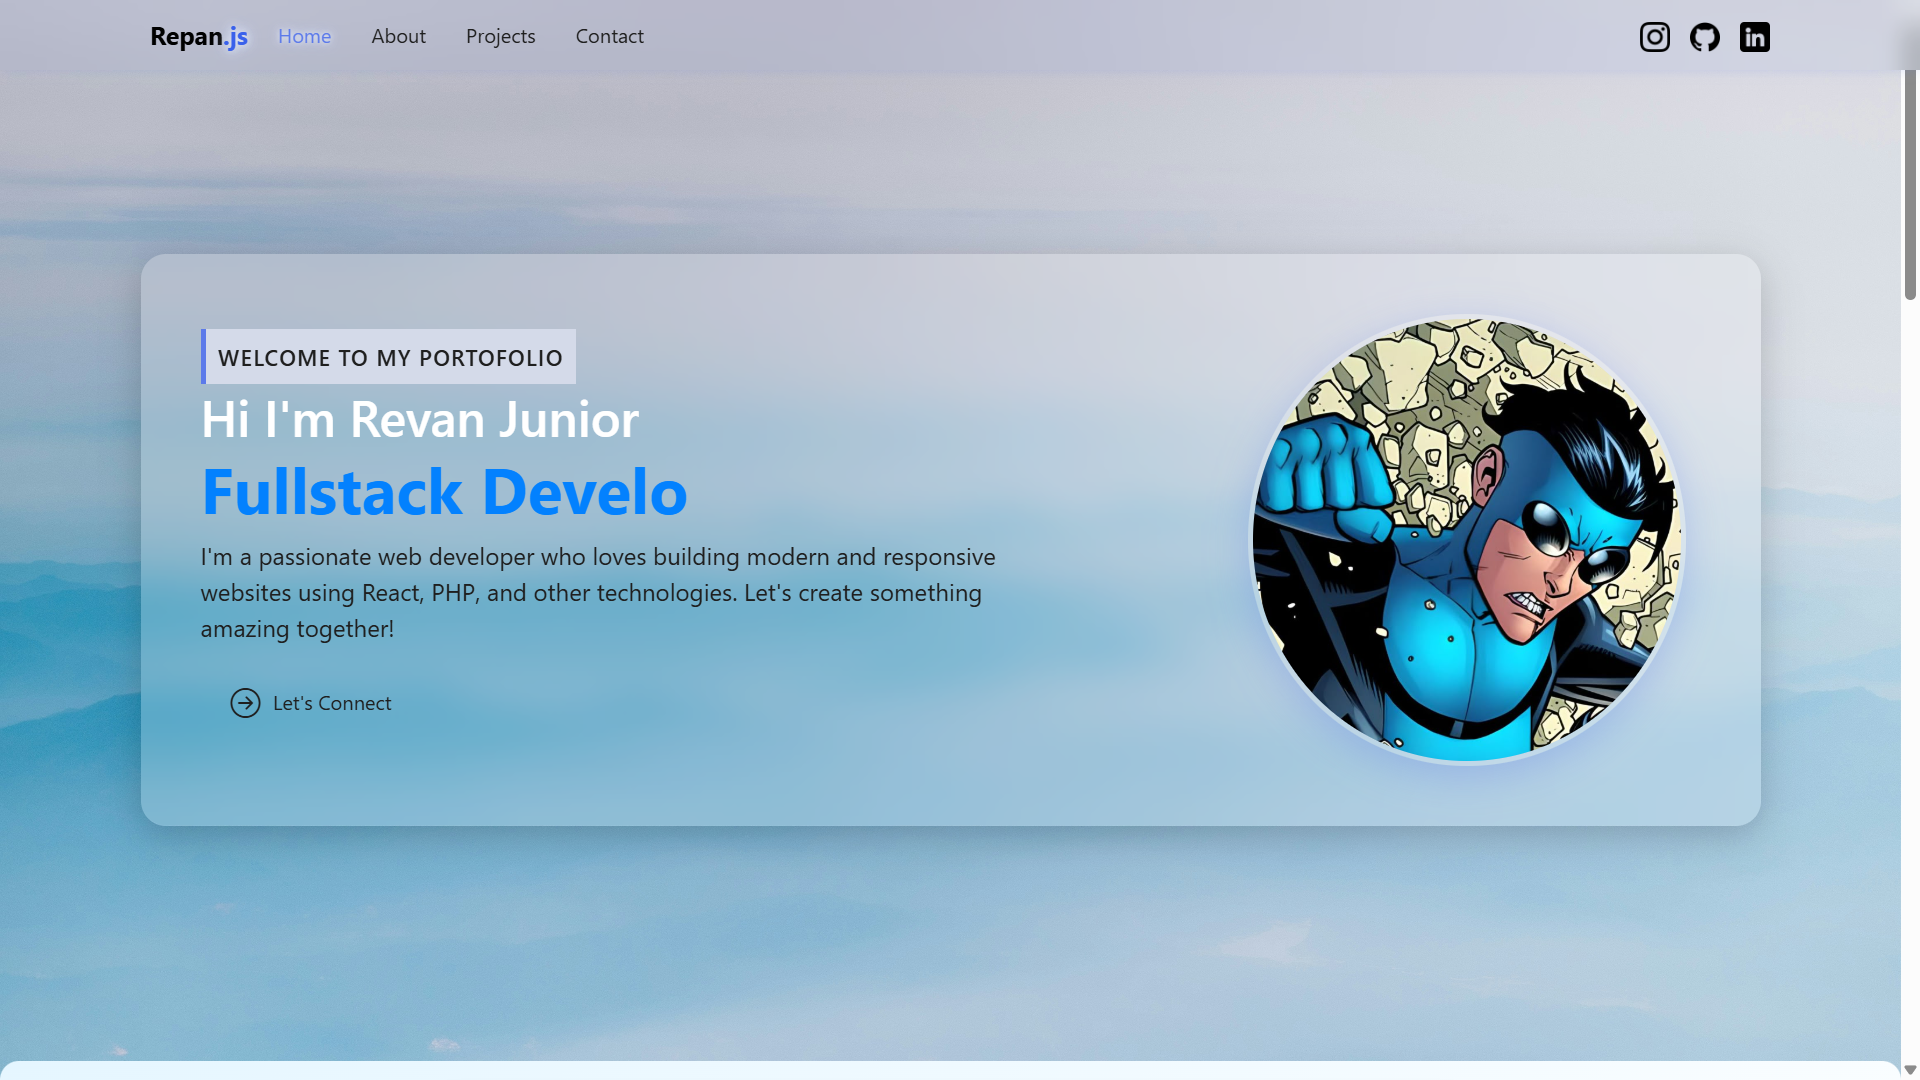 Repan.js Home About Projects Contact
WELCOME TO MY PORTOFOLIO
Hi I'm Revan Junior
Fullstack Develo
I'm a passionate web developer who loves building modern and responsive
websites using React, PHP, and other technologies. Let's create something
amazing together!
Let's Connect